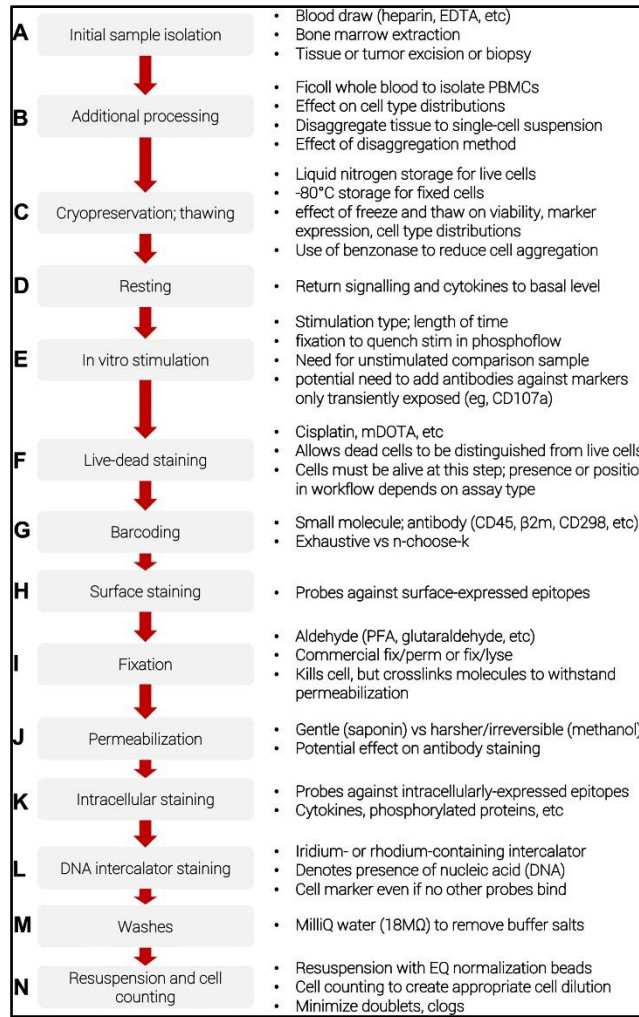 A
Initial sample isolation
• Blood draw (heparin, EDTA, etc)
• Bone marrow extraction
• Tissue or tumor excision or biopsy
B
Additional processing
• Ficoll whole blood to isolate PBMCs
• Effect on cell type distributions
• Disaggregate tissue to single-cell suspension
• Effect of disaggregation method
C
Cryopreservation; thawing
• Liquid nitrogen storage for live cells
• -80°C storage for fixed cells
• effect of freeze and thaw on viability, marker
expression, cell type distributions
• Use of benzonase to reduce cell aggregation
D
Resting
• Return signalling and cytokines to basal level
E
In vitro stimulation
• Stimulation type; length of time
• fixation to quench stim in phosphoflow
• Need for unstimulated comparison sample
• potential need to add antibodies against markers
only transiently exposed (eg, CD107a)
F
Live-dead staining
• Cisplatin, mDOTA, etc
• Allows dead cells to be distinguished from live cells
• Cells must be alive at this step; presence or positio
in workflow depends on assay type
G
Barcoding
• Small molecule; antibody (CD45, β2m, CD298, etc)
• Exhaustive vs n-choose-k
H
Surface staining
• Probes against surface-expressed epitopes
I
Fixation
• Aldehyde (PFA, glutaraldehyde, etc)
• Commercial fix/perm or fix/lyse
• Kills cell, but crosslinks molecules to withstand
permeabilization
J
Permeabilization
• Gentle (saponin) vs harsher/irreversible (methanol)
• Potential effect on antibody staining
K
Intracellular staining
• Probes against intracellularly-expressed epitopes
• Cytokines, phosphorylated proteins, etc
L
DNA intercalator staining
• Iridium- or rhodium-containing intercalator
• Denotes presence of nucleic acid (DNA)
• Cell marker even if no other probes bind
M
Washes
• MilliQ water (18MΩ) to remove buffer salts
N
Resuspension and cell
counting
• Resuspension with EQ normalization beads
• Cell counting to create appropriate cell dilution
• Minimize doublets, clogs